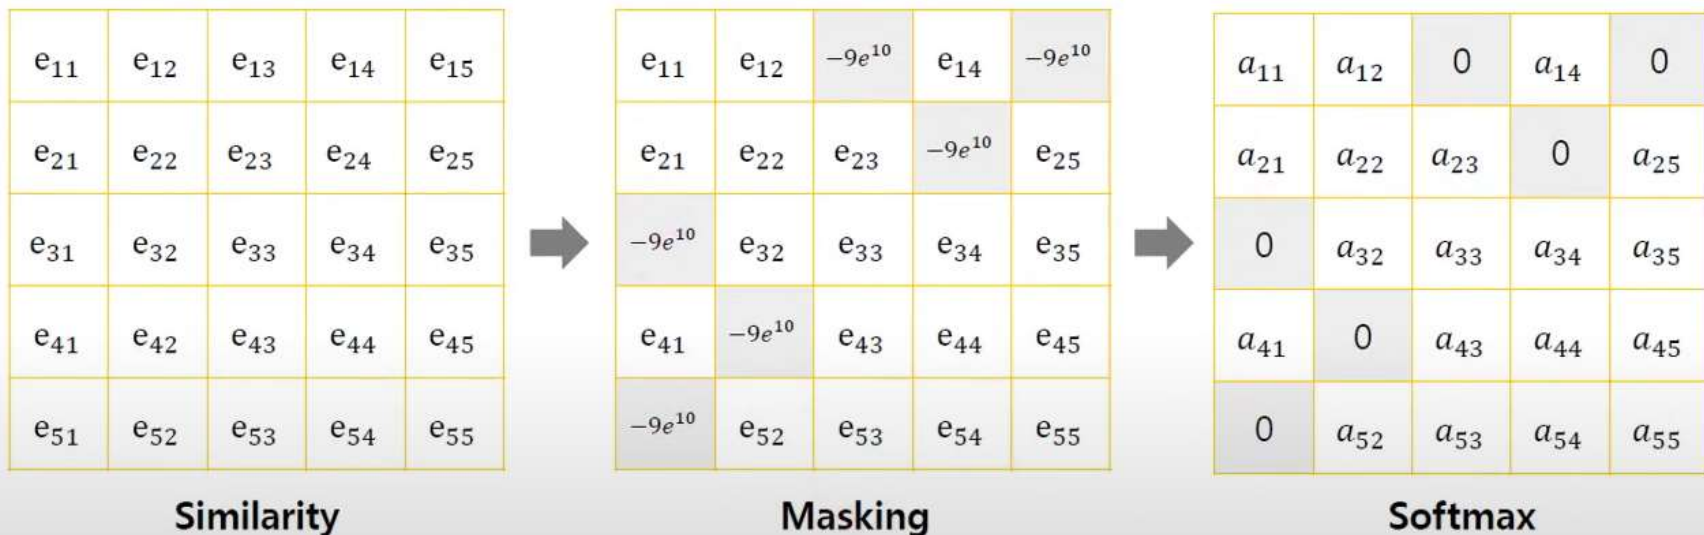 e₁₁ e₁₂ e₁₃ e₁₄ e₁₅
e₂₁ e₂₂ e₂₃ e₂₄ e₂₅
e₃₁ e₃₂ e₃₃ e₃₄ e₃₅
e₄₁ e₄₂ e₄₃ e₄₄ e₄₅
e₅₁ e₅₂ e₅₃ e₅₄ e₅₅
Similarity
e₁₁ e₁₂ −9e¹⁰ e₁₄ −9e¹⁰
e₂₁ e₂₂ e₂₃ −9e¹⁰ e₂₅
−9e¹⁰ e₃₂ e₃₃ e₃₄ e₃₅
e₄₁ −9e¹⁰ e₄₃ e₄₄ e₄₅
−9e¹⁰ e₅₂ e₅₃ e₅₄ e₅₅
Masking
a₁₁ a₁₂ 0 a₁₄ 0
a₂₁ a₂₂ a₂₃ 0 a₂₅
0 a₃₂ a₃₃ a₃₄ a₃₅
a₄₁ 0 a₄₃ a₄₄ a₄₅
0 a₅₂ a₅₃ a₅₄ a₅₅
Softmax